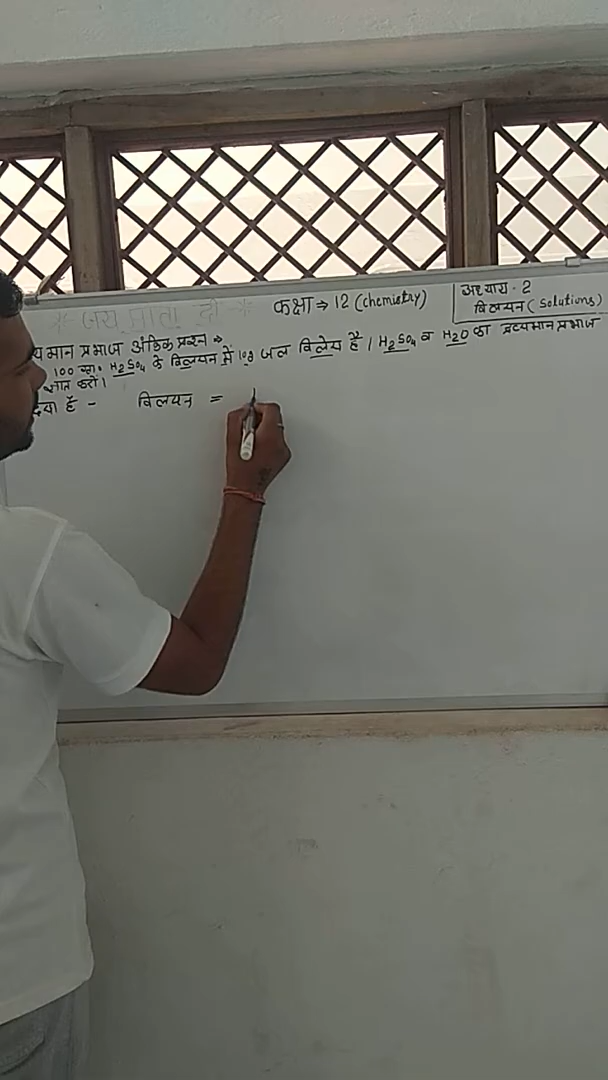 * जय माता दी *
कक्षा ⇒ 12 (chemistry)
अध्याय - 2
विलयन (Solutions)
मान प्रभाज अंकिक प्रश्न ⇒
100 H2SO4 के विलयन में 10g जल विलेय है। H2SO4 व H2O का द्रव्यमान प्रभाज
ज्ञात करो।
दिया है - विलयन =